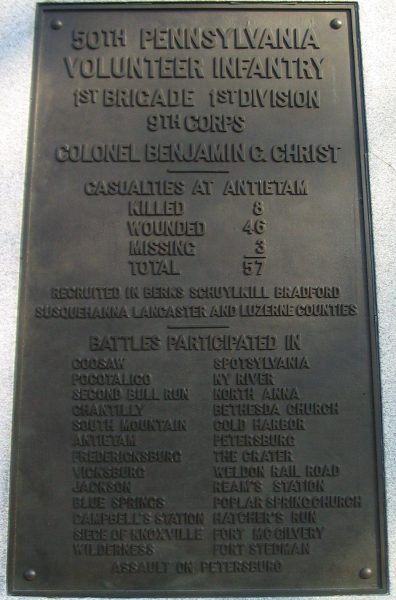 50TH PENNSYLVANIA
VOLUNTEER INFANTRY
1ST BRIGADE 1ST DIVISION
9TH CORPS
COLONEL BENJAMIN C. CHRIST
CASUALTIES AT ANTIETAM
KILLED 8
WOUNDED 46
MISSING 3
TOTAL 57
RECRUITED IN BERKS SCHUYLKILL BRADFORD
SUSQUEHANNA LANCASTER AND LUZERNE COUNTIES
BATTLES PARTICIPATED IN
COOSAW SPOTSYLVANIA
POCOTALICO NY RIVER
SECOND BULL RUN NORTH ANNA
CHANTILLY BETHESDA CHURCH
SOUTH MOUNTAIN COLD HARBOR
ANTIETAM PETERSBURG
FREDERICKSBURG THE CRATER
VICKSBURG WELDON RAIL ROAD
JACKSON REAM'S STATION
BLUE SPRINGS POPLAR SPRING CHURCH
CAMPBELL'S STATION HATCHER'S RUN
SIEGE OF KNOXVILLE FORT MC GILVERY
WILDERNESS FORT STEDMAN
ASSAULT ON PETERSBURG